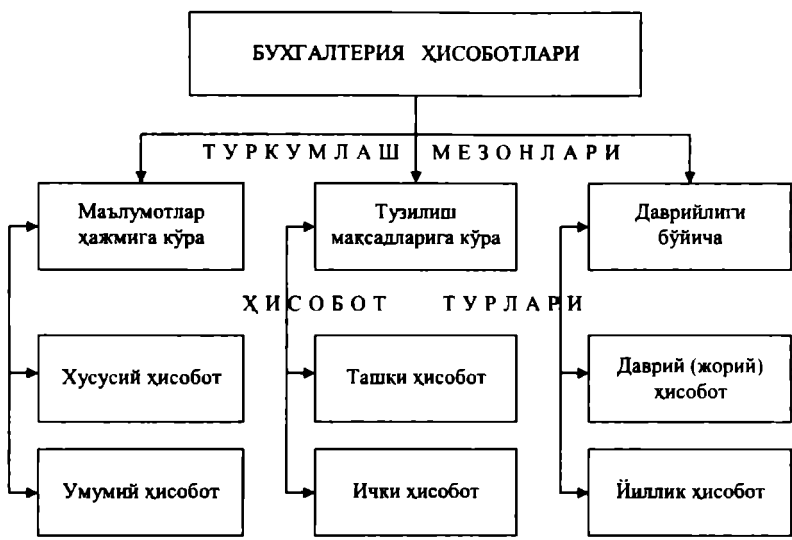 БУХГАЛТЕРИЯ ҲИСОБОТЛАРИ
ТУРКУМЛАШ МЕЗОНЛАРИ
Маълумотлар
ҳажмига кўра
Тузилиш
мақсадларига кўра
Даврийлиги
бўйича
ҲИСОБОТ ТУРЛАРИ
Хусусий ҳисобот
Ташки ҳисобот
Даврий (жорий)
ҳисобот
Умумий ҳисобот
Ички ҳисобот
Йиллик ҳисобот